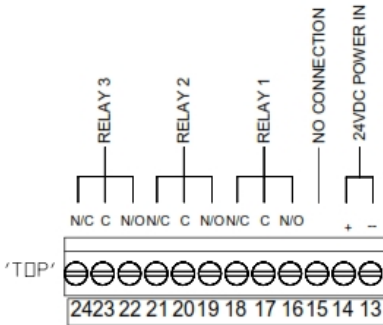 RELAY 3
RELAY 2
RELAY 1
NO CONNECTION
24VDC POWER IN
N/C C N/O N/C C N/O N/C C N/O + –
'TOP'
24 23 22 21 20 19 18 17 16 15 14 13